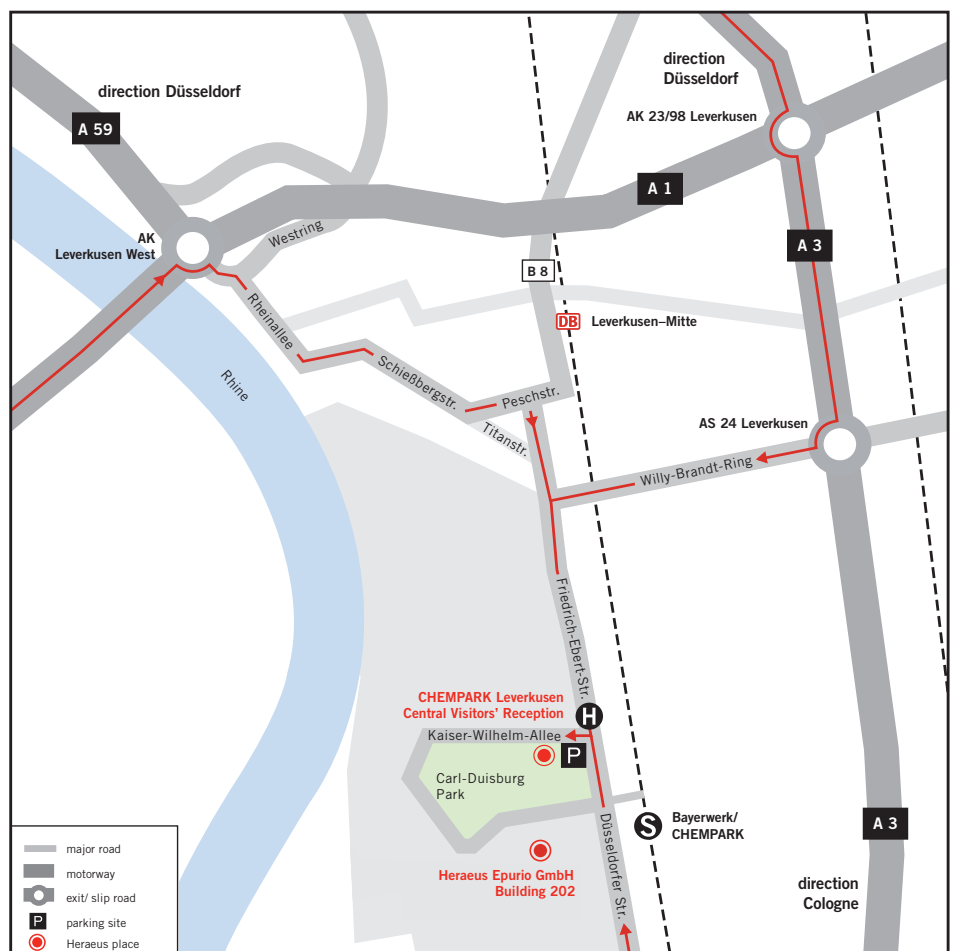 direction Düsseldorf
A 59
direction
Düsseldorf
AK 23/98 Leverkusen
A 1
A 3
AK
Leverkusen West
Westring
B 8
Rheinallee
DB
Leverkusen–Mitte
Rhine
Schießbergstr.
Peschstr.
Titanstr.
AS 24 Leverkusen
Willy-Brandt-Ring
Friedrich-Ebert-Str.
CHEMPARK Leverkusen
Central Visitors' Reception
H
Kaiser-Wilhelm-Allee
P
Carl-Duisburg
Park
S
Bayerwerk/
CHEMPARK
A 3
Düsseldorfer Str.
Heraeus Epurio GmbH
Building 202
direction
Cologne
major road
motorway
exit/ slip road
P
parking site
Heraeus place